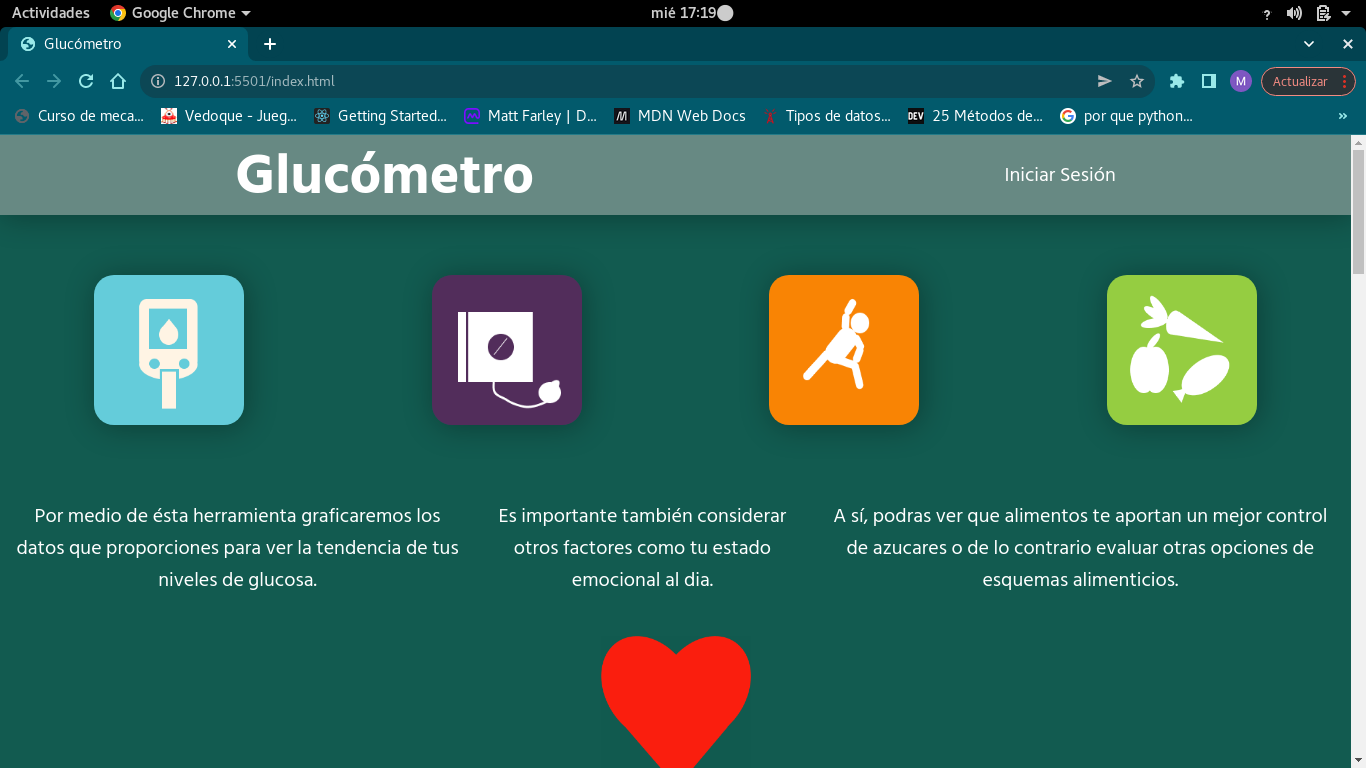 Actividades Google Chrome mié 17:19 ?
Glucómetro
127.0.0.1:5501/index.html M Actualizar
Curso de meca... Vedoque - Jueg... Getting Started... Matt Farley | D... MDN Web Docs Tipos de datos... DEV 25 Métodos de... por que python... »
Glucómetro Iniciar Sesión
Por medio de ésta herramienta graficaremos los
datos que proporciones para ver la tendencia de tus
niveles de glucosa.
Es importante también considerar
otros factores como tu estado
emocional al dia.
A sí, podras ver que alimentos te aportan un mejor control
de azucares o de lo contrario evaluar otras opciones de
esquemas alimenticios.